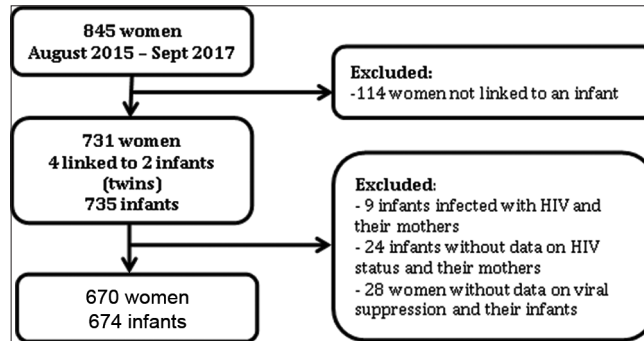 845 women
August 2015 – Sept 2017
Excluded:
-114 women not linked to an infant
731 women
4 linked to 2 infants
(twins)
735 infants
Excluded:
- 9 infants infected with HIV and
their mothers
- 24 infants without data on HIV
status and their mothers
- 28 women without data on viral
suppression and their infants
670 women
674 infants